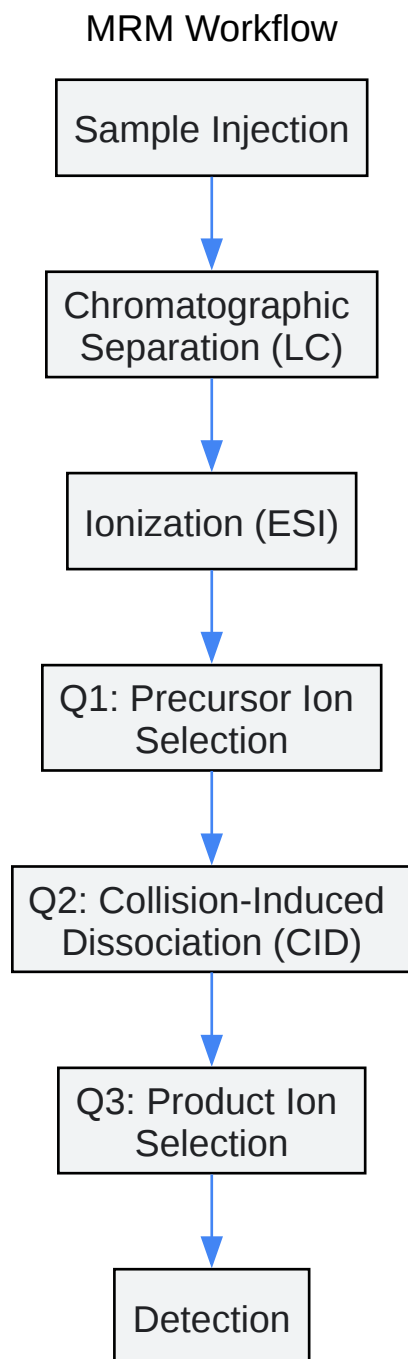 MRM Workflow
Sample Injection
Chromatographic
Separation (LC)
Ionization (ESI)
Q1: Precursor Ion
Selection
Q2: Collision-Induced
Dissociation (CID)
Q3: Product Ion
Selection
Detection